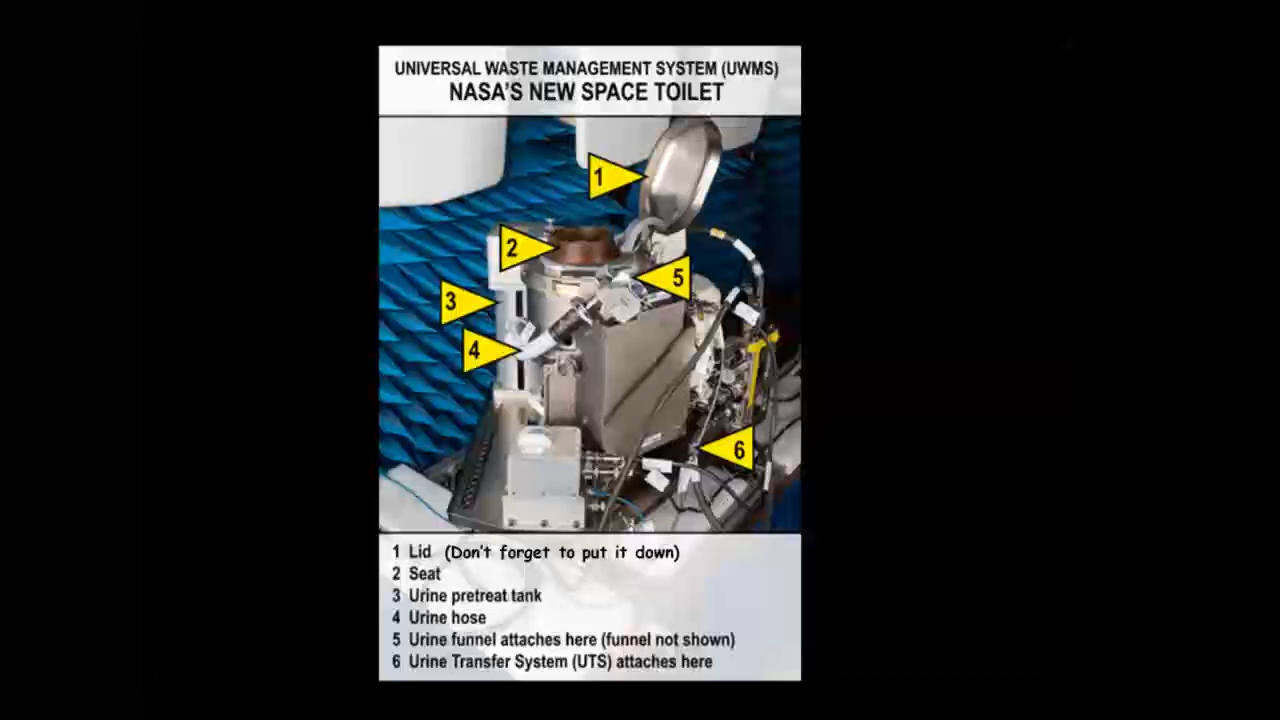 UNIVERSAL WASTE MANAGEMENT SYSTEM (UWMS)
NASA'S NEW SPACE TOILET
1
2
5
3
4
6
1 Lid (Don't forget to put it down)
2 Seat
3 Urine pretreat tank
4 Urine hose
5 Urine funnel attaches here (funnel not shown)
6 Urine Transfer System (UTS) attaches here